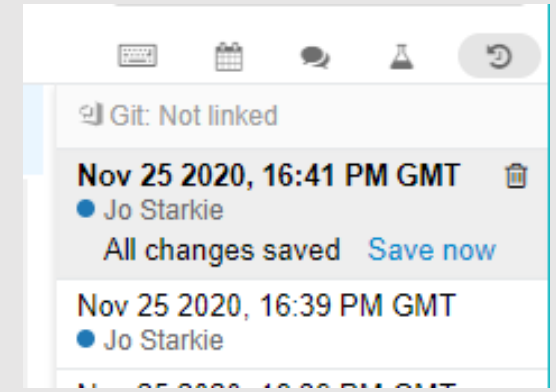 Git: Not linked
Nov 25 2020, 16:41 PM GMT
Jo Starkie
All changes saved Save now
Nov 25 2020, 16:39 PM GMT
Jo Starkie